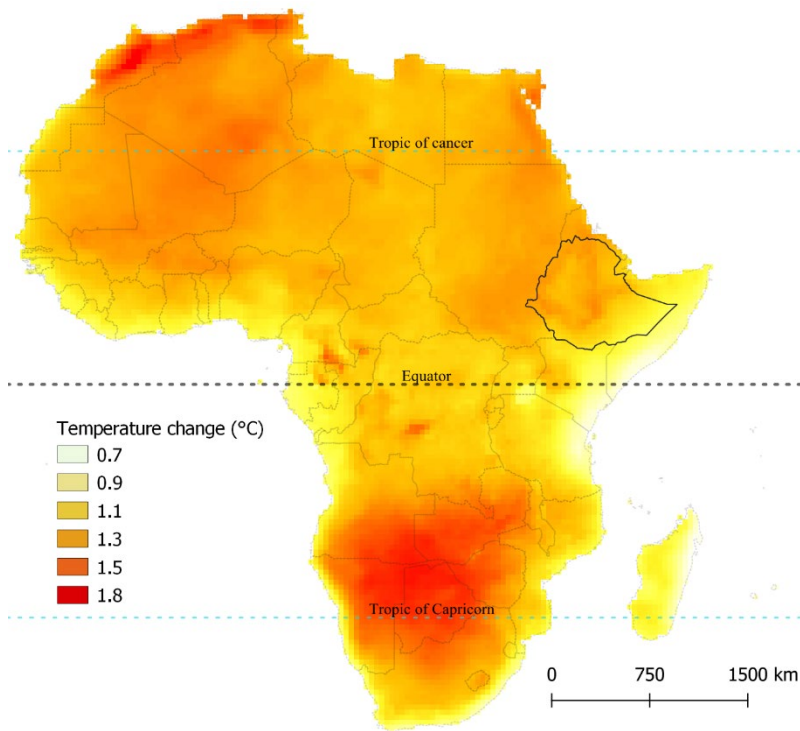 Tropic of cancer
Equator
Temperature change (°C)
0.7
0.9
1.1
1.3
1.5
1.8
Tropic of Capricorn
0 750 1500 km